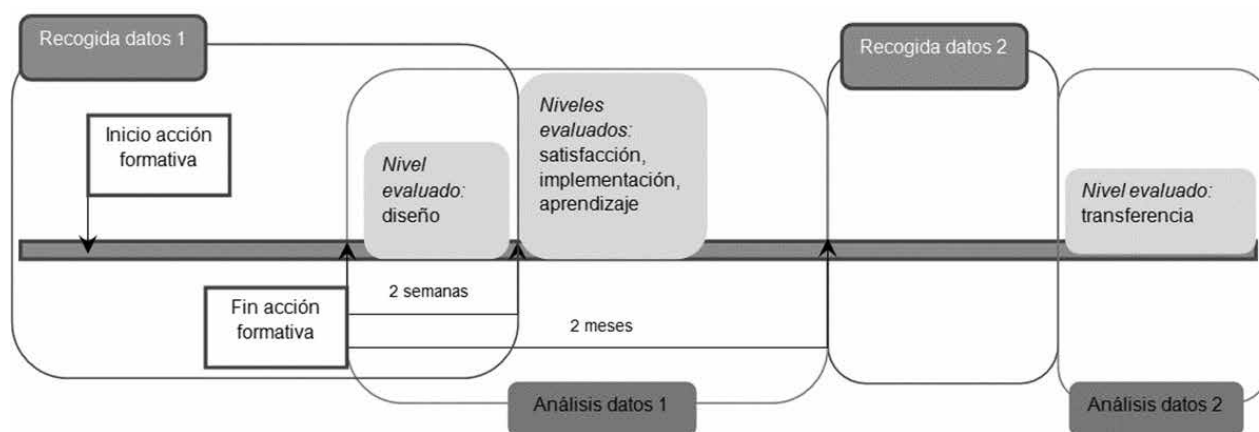 Recogida datos 1
Recogida datos 2
Inicio acción
formativa
Nivel
evaluado:
diseño
Niveles
evaluados:
satisfacción,
implementación,
aprendizaje
Nivel evaluado:
transferencia
Fin acción
formativa
2 semanas
2 meses
Análisis datos 1
Análisis datos 2